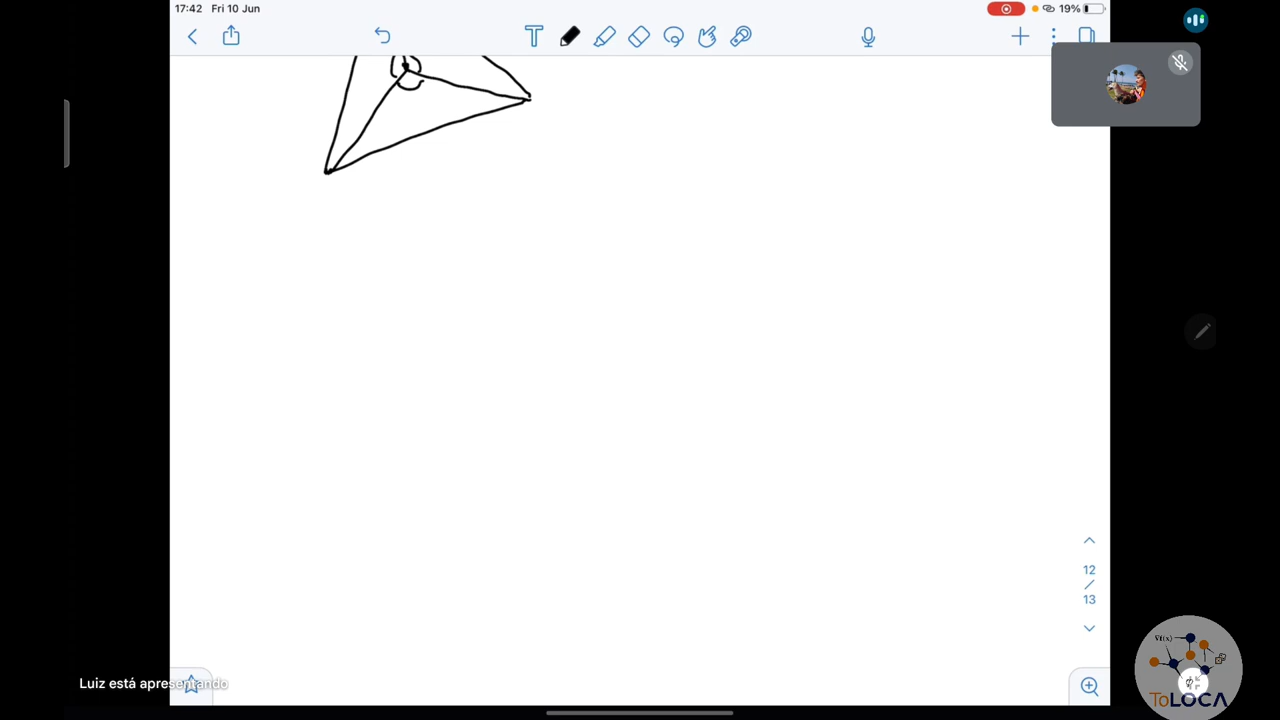 17:42 Fri 10 Jun
19%
T
12
/
13
Luiz está apresentando
∇f(x)
ToLOCA